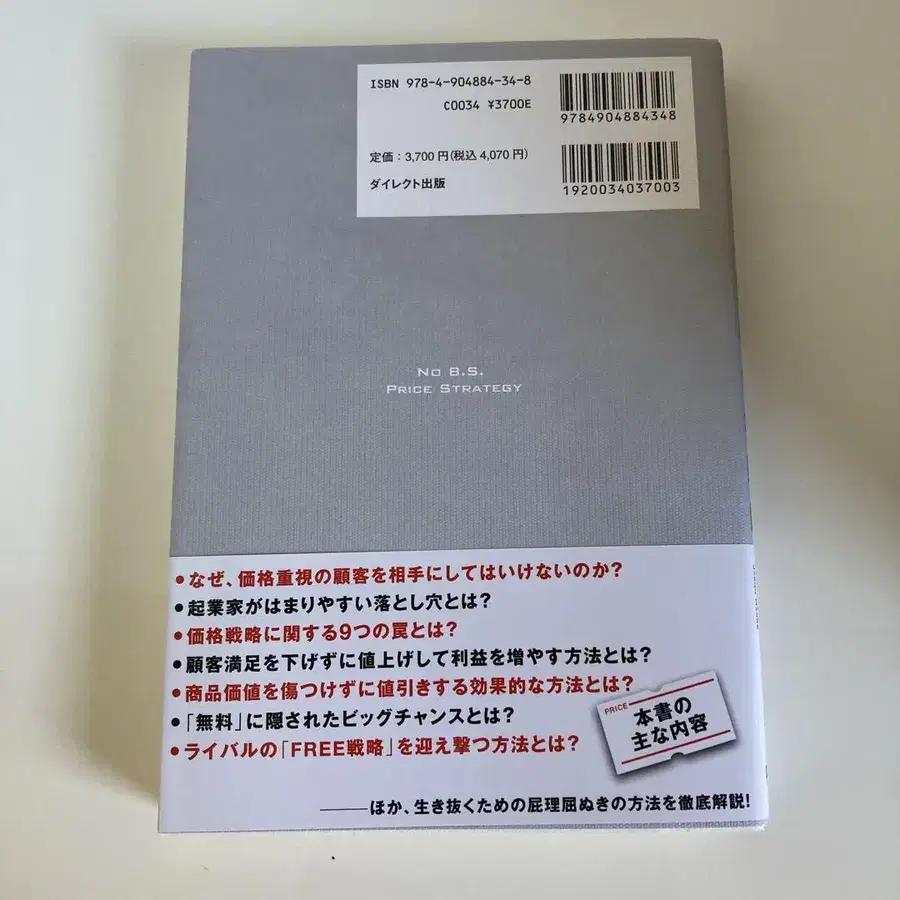 ISBN 978-4-904884-34-8
C0034 ¥3700E
9784904884348
定価：3,700円(税込4,070円)
ダイレクト出版
1920034037003
No B.S.
Price Strategy
•なぜ、価格重視の顧客を相手にしてはいけないのか?
•起業家がはまりやすい落とし穴とは?
•価格戦略に関する9つの罠とは?
•顧客満足を下げずに値上げして利益を増やす方法とは?
•商品価値を傷つけずに値引きする効果的な方法とは?
•「無料」に隠されたビッグチャンスとは?
•ライバルの「FREE戦略」を迎え撃つ方法とは?
PRICE
本書の
主な内容
——ほか、生き抜くための屁理屈ぬきの方法を徹底解説!